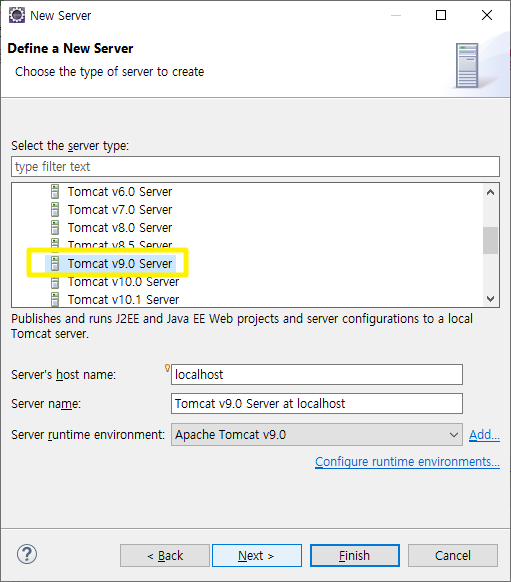 New Server
Define a New Server
Choose the type of server to create
Select the server type:
type filter text
Tomcat v6.0 Server
Tomcat v7.0 Server
Tomcat v8.0 Server
Tomcat v8.5 Server
Tomcat v9.0 Server
Tomcat v10.0 Server
Tomcat v10.1 Server
Publishes and runs J2EE and Java EE Web projects and server configurations to a local
Tomcat server.
Server's host name: localhost
Server name: Tomcat v9.0 Server at localhost
Server runtime environment: Apache Tomcat v9.0 Add...
Configure runtime environments...
? < Back Next > Finish Cancel